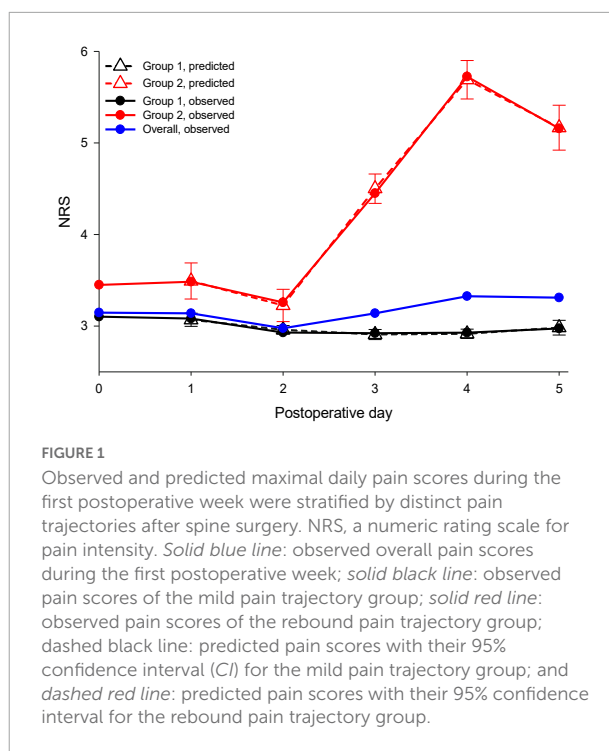 6
5
4
3
NRS
Group 1, predicted
Group 2, predicted
Group 1, observed
Group 2, observed
Overall, observed
0 1 2 3 4 5
Postoperative day
FIGURE 1
Observed and predicted maximal daily pain scores during the
first postoperative week were stratified by distinct pain
trajectories after spine surgery. NRS, a numeric rating scale for
pain intensity. Solid blue line: observed overall pain scores
during the first postoperative week; solid black line: observed
pain scores of the mild pain trajectory group; solid red line:
observed pain scores of the rebound pain trajectory group;
dashed black line: predicted pain scores with their 95%
confidence interval (CI) for the mild pain trajectory group; and
dashed red line: predicted pain scores with their 95% confidence
interval for the rebound pain trajectory group.